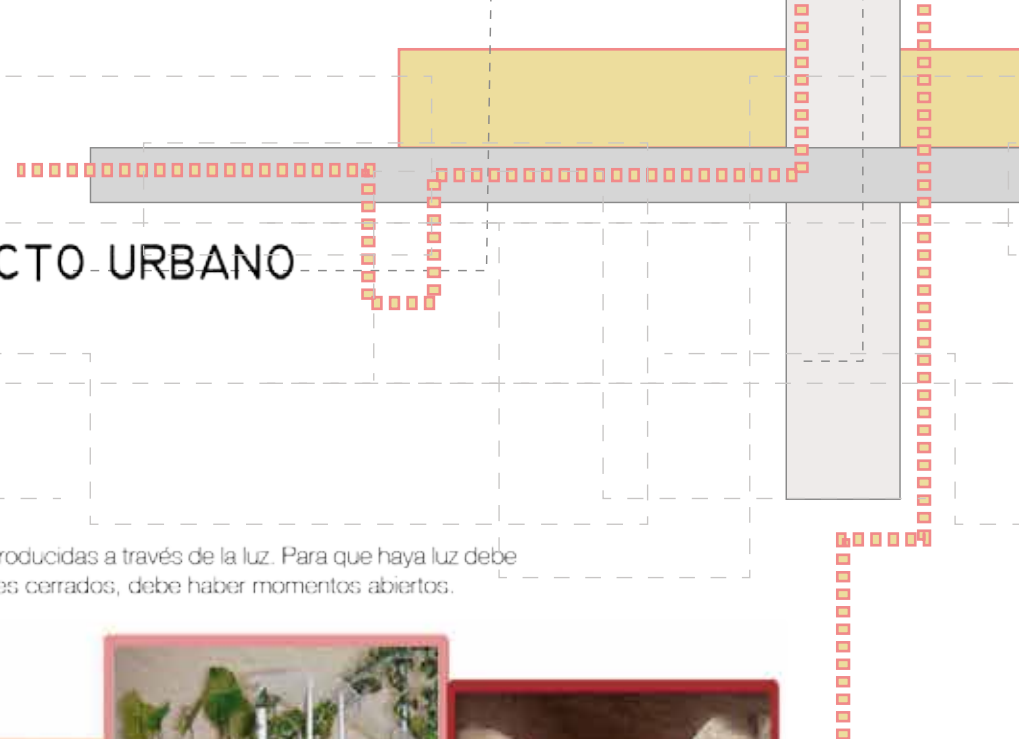 CTO URBANO
roducidas a través de la luz. Para que haya luz debe
es cerrados, debe haber momentos abiertos.